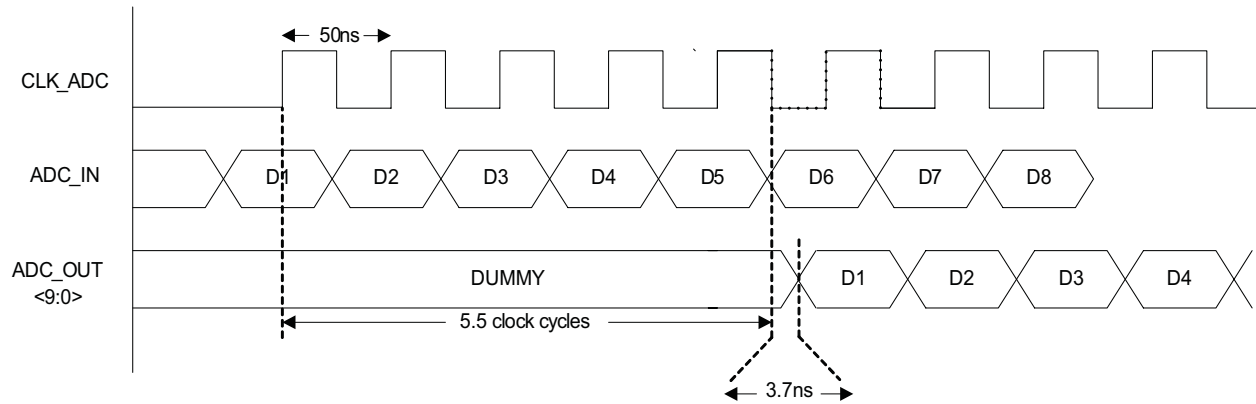 50ns
CLK_ADC
ADC_IN
D1 D2 D3 D4 D5 D6 D7 D8
ADC_OUT
<9:0>
DUMMY D1 D2 D3 D4
5.5 clock cycles
3.7ns